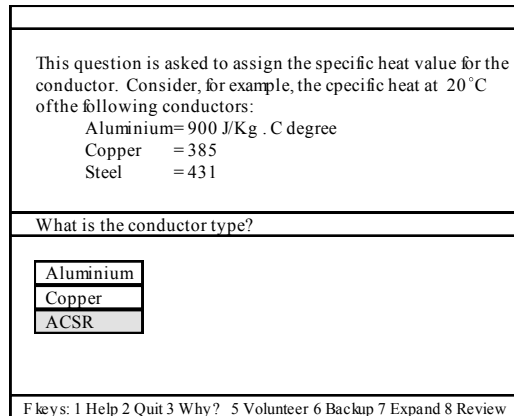 This question is asked to assign the specific heat value for the
conductor. Consider, for example, the cpecific heat at 20°C
of the following conductors:
Aluminium= 900 J/Kg . C degree
Copper = 385
Steel = 431
What is the conductor type?
Aluminium
Copper
ACSR
F keys: 1 Help 2 Quit 3 Why? 5 Volunteer 6 Backup 7 Expand 8 Review